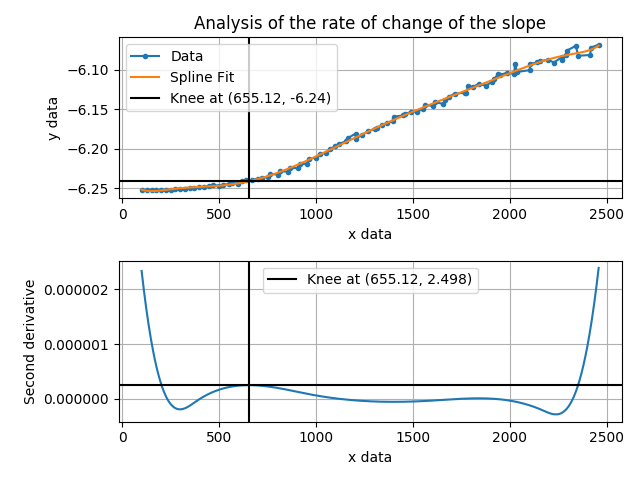 Analysis of the rate of change of the slope
Data
Spline Fit
Knee at (655.12, -6.24)
y data
−6.10
−6.15
−6.20
−6.25
0 500 1000 1500 2000 2500
x data
Knee at (655.12, 2.498)
Second derivative
0.000002
0.000001
0.000000
0 500 1000 1500 2000 2500
x data